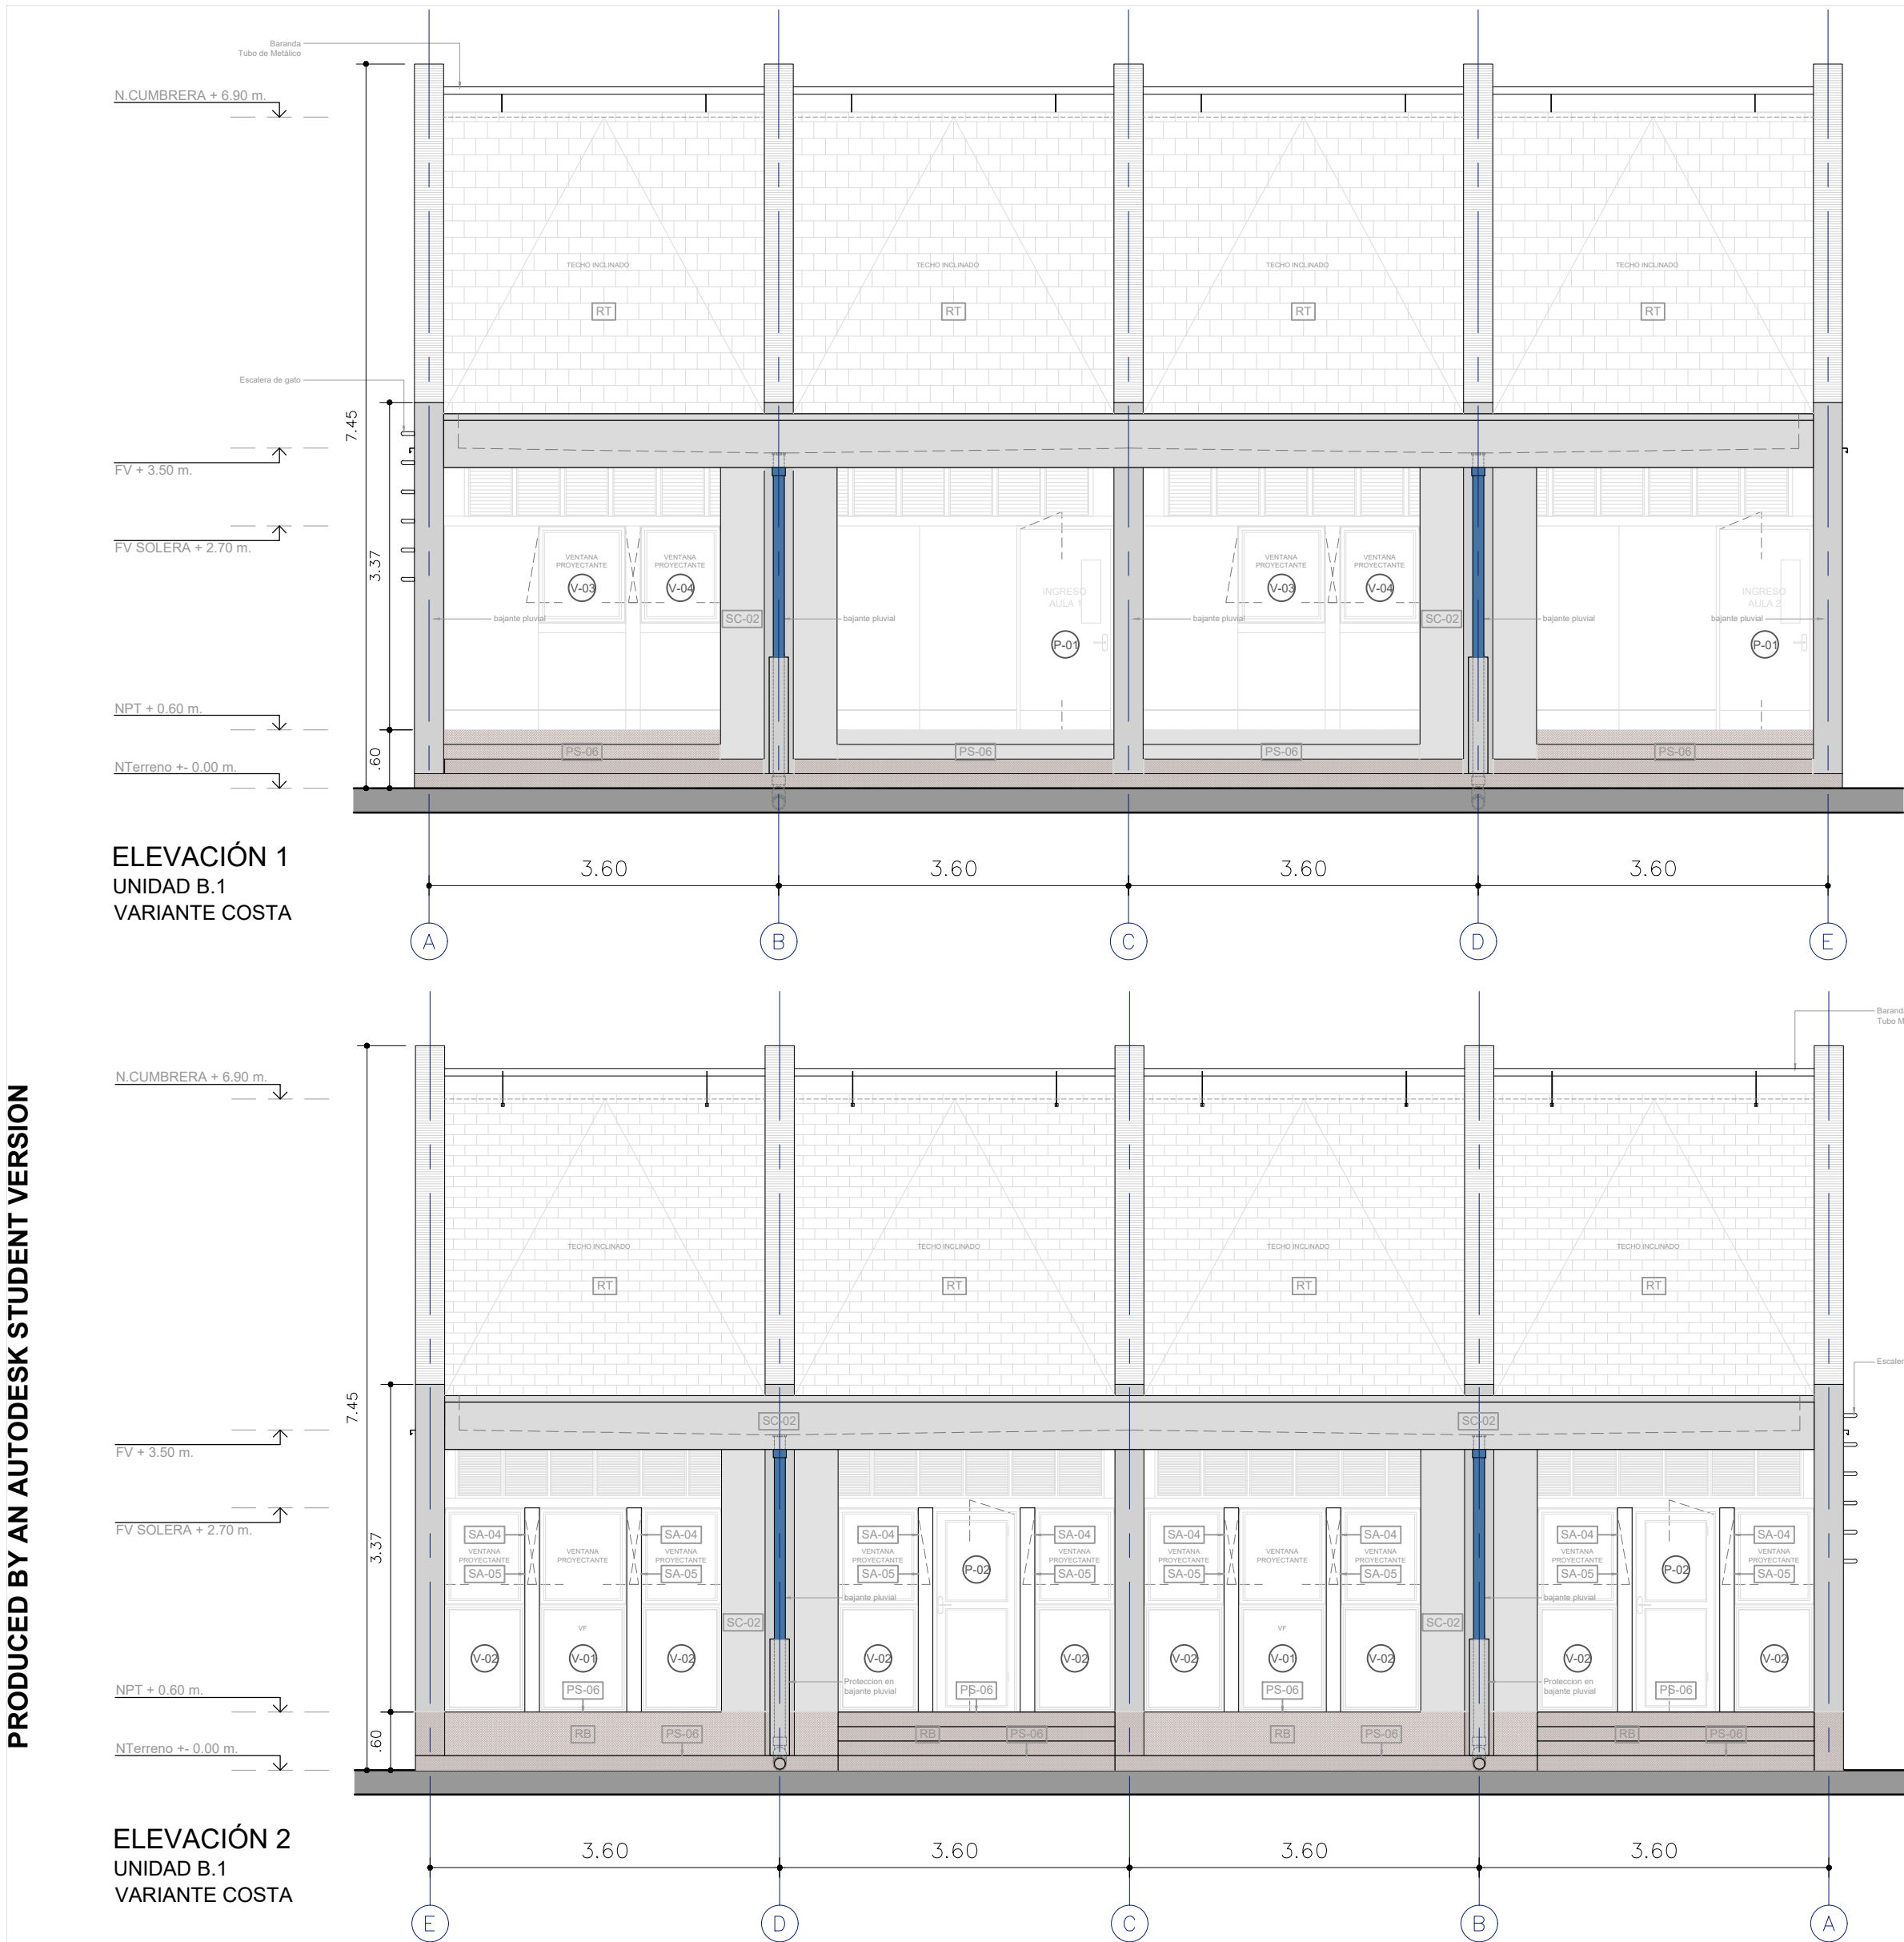 Baranda
Tubo de Metálico
N.CUMBRERA + 6.90 m.
TECHO INCLINADO
TECHO INCLINADO
TECHO INCLINADO
TECHO INCLINADO
RT
RT
RT
RT
Escalera de gato
7.45
FV + 3.50 m.
FV SOLERA + 2.70 m.
3.37
VENTANA
PROYECTANTE
V-03
VENTANA
PROYECTANTE
V-04
INGRESO
AULA 1
VENTANA
PROYECTANTE
V-03
VENTANA
PROYECTANTE
V-04
INGRESO
AULA 2
bajante pluvial
SC-02
bajante pluvial
bajante pluvial
SC-02
bajante pluvial
bajante pluvial
P-01
P-01
NPT + 0.60 m.
.60
PS-06
PS-06
PS-06
PS-06
NTerreno +- 0.00 m.
ELEVACIÓN 1
UNIDAD B.1
VARIANTE COSTA
3.60
3.60
3.60
3.60
A
B
C
D
E
PRODUCED BY AN AUTODESK STUDENT VERSION
Baranda
Tubo M
N.CUMBRERA + 6.90 m.
TECHO INCLINADO
TECHO INCLINADO
TECHO INCLINADO
TECHO INCLINADO
RT
RT
RT
RT
Escaler
7.45
SC-02
SC-02
FV + 3.50 m.
FV SOLERA + 2.70 m.
3.37
SA-04
SA-04
SA-04
SA-04
SA-04
SA-04
SA-04
SA-04
VENTANA
PROYECTANTE
VENTANA
PROYECTANTE
VENTANA
PROYECTANTE
VENTANA
PROYECTANTE
VENTANA
PROYECTANTE
VENTANA
PROYECTANTE
VENTANA
PROYECTANTE
VENTANA
PROYECTANTE
VENTANA
PROYECTANTE
VENTANA
PROYECTANTE
P-02
P-02
SA-05
SA-05
SA-05
SA-05
SA-05
SA-05
SA-05
SA-05
bajante pluvial
bajante pluvial
SC-02
SC-02
VF
VF
V-02
V-01
V-02
V-02
V-02
V-02
V-01
V-02
V-02
V-02
Proteccion en
bajante pluvial
Proteccion en
bajante pluvial
PS-06
PS-06
PS-06
PS-06
NPT + 0.60 m.
.60
RB
PS-06
RB
PS-06
RB
PS-06
RB
PS-06
NTerreno +- 0.00 m.
ELEVACIÓN 2
UNIDAD B.1
VARIANTE COSTA
3.60
3.60
3.60
3.60
E
D
C
B
A